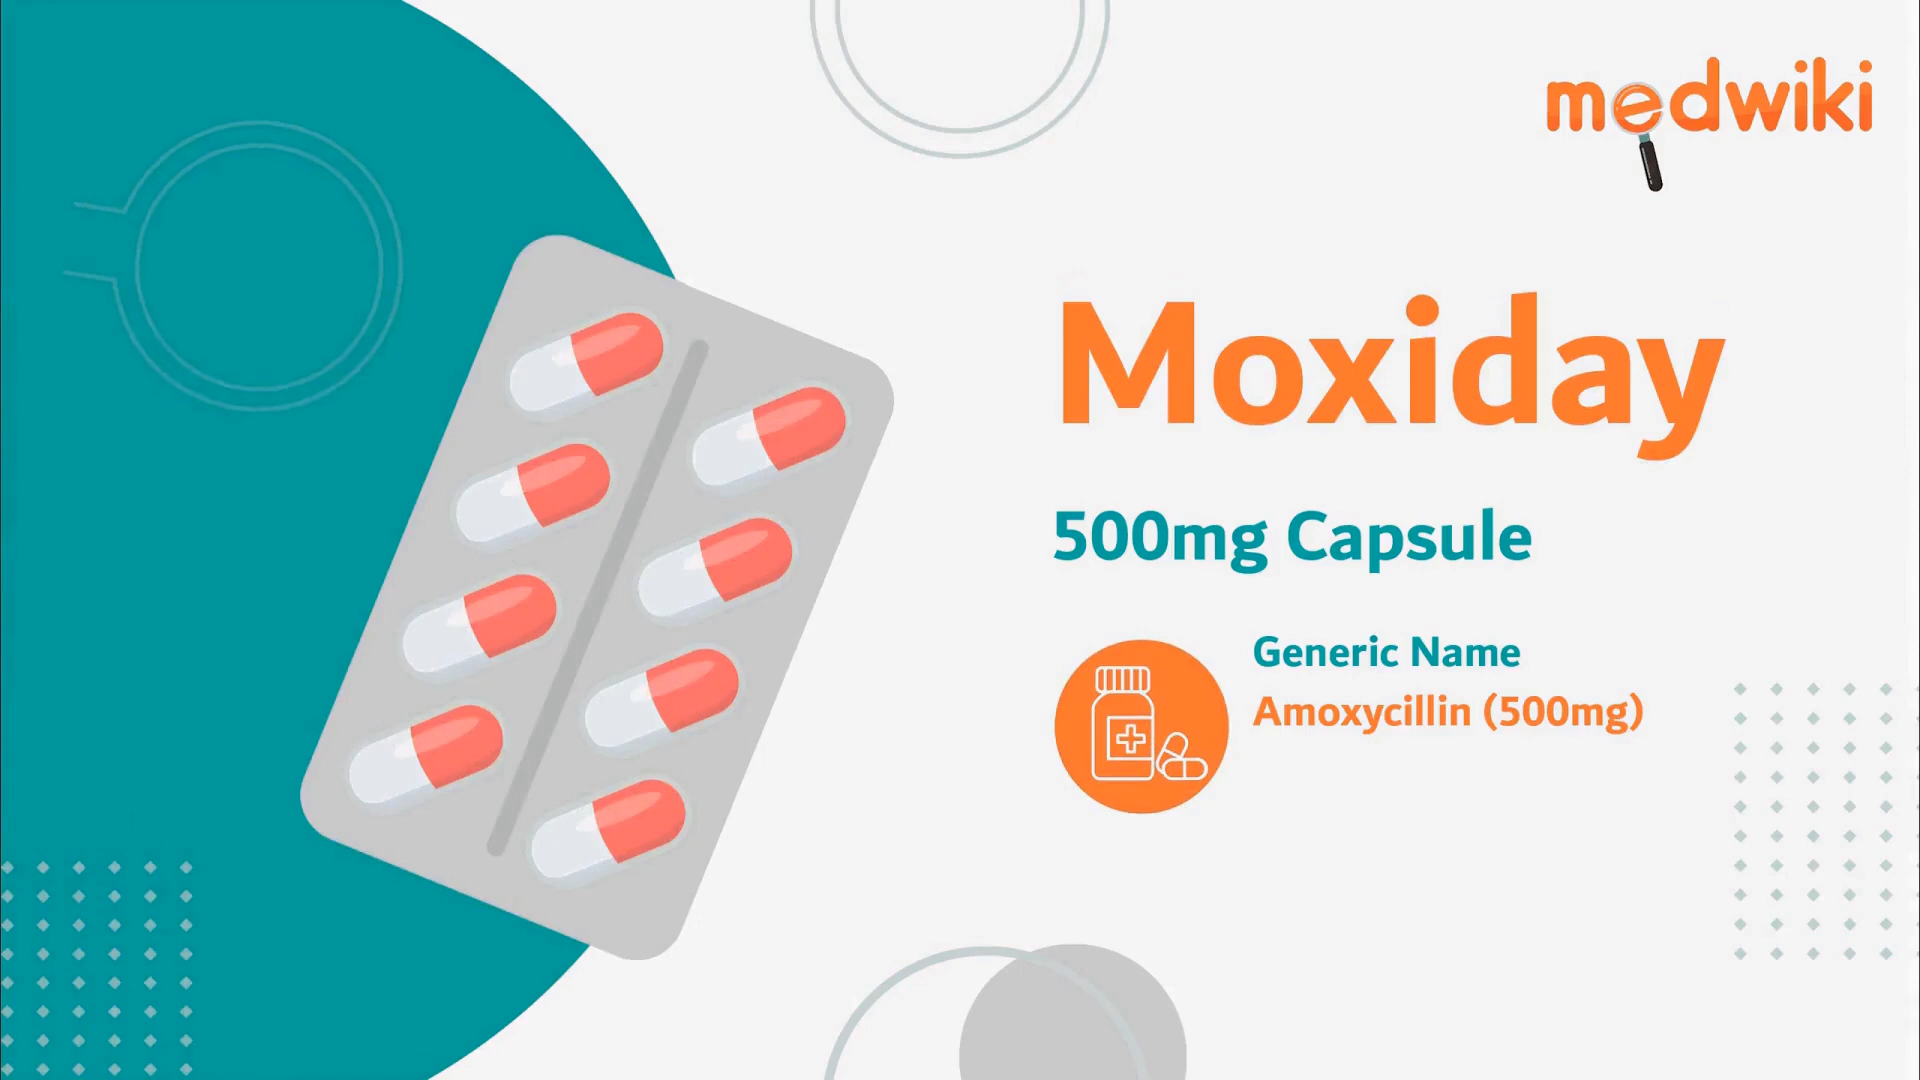 medwiki
Moxiday
500mg Capsule
Generic Name
Amoxycillin (500mg)